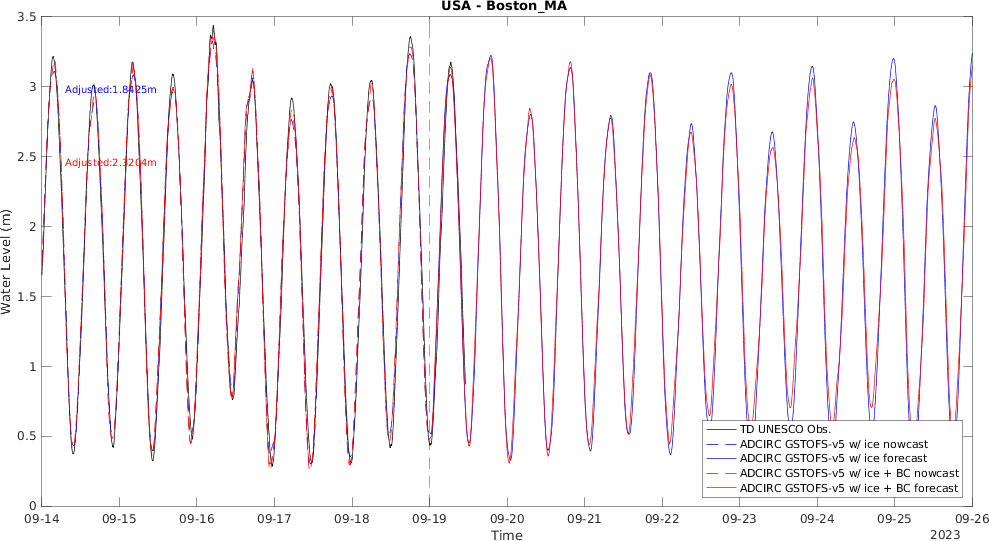 USA - Boston_MA
3.5
3
2.5
2
1.5
1
0.5
0
Water Level (m)
Adjusted:1.8425m
Adjusted:2.3204m
TD UNESCO Obs.
ADCIRC GSTOFS-v5 w/ ice nowcast
ADCIRC GSTOFS-v5 w/ ice forecast
ADCIRC GSTOFS-v5 w/ ice + BC nowcast
ADCIRC GSTOFS-v5 w/ ice + BC forecast
09-14 09-15 09-16 09-17 09-18 09-19 09-20 09-21 09-22 09-23 09-24 09-25 09-26
Time
2023